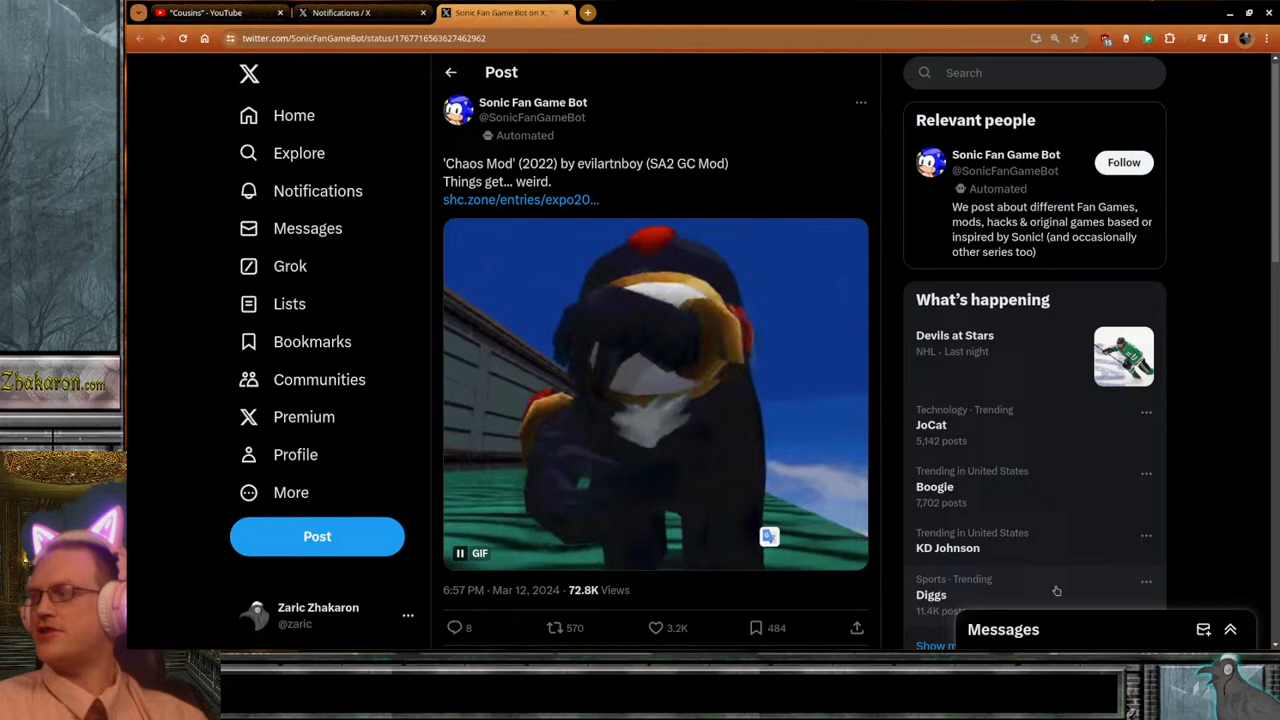 "Cousins" - YouTube
Notifications / X
Sonic Fan Game Bot on X: "
twitter.com/SonicFanGameBot/status/1767716563627462962
15
Post
Search
Sonic Fan Game Bot
@SonicFanGameBot
Automated
'Chaos Mod' (2022) by evilartnboy (SA2 GC Mod)
Things get... weird.
shc.zone/entries/expo20...
GIF
6:57 PM · Mar 12, 2024 · 72.8K Views
8
570
3.2K
484
Home
Explore
Notifications
Messages
Grok
Lists
Bookmarks
Communities
Premium
Profile
More
Post
Zaric Zhakaron
@zaric
Relevant people
Sonic Fan Game Bot
@SonicFanGameBot
Follow
Automated
We post about different Fan Games,
mods, hacks & original games based or
inspired by Sonic! (and occasionally
other series too)
What's happening
Devils at Stars
NHL · Last night
Technology · Trending
JoCat
5,142 posts
Trending in United States
Boogie
7,702 posts
Trending in United States
KD Johnson
Sports · Trending
Diggs
11.4K posts
Show m
Messages
Zhakaron.com